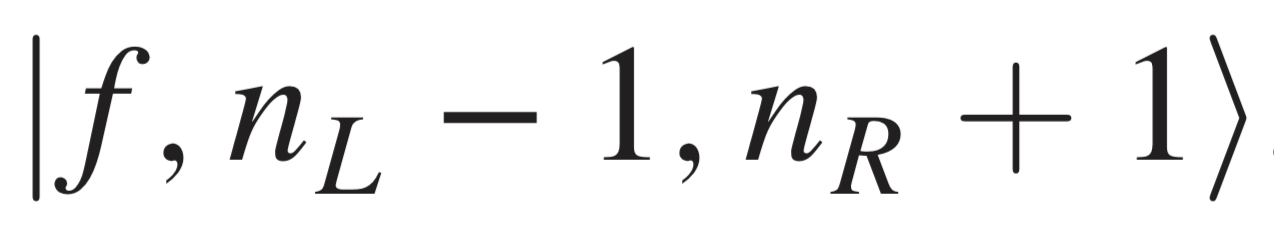 |f, n_L − 1, n_R + 1⟩